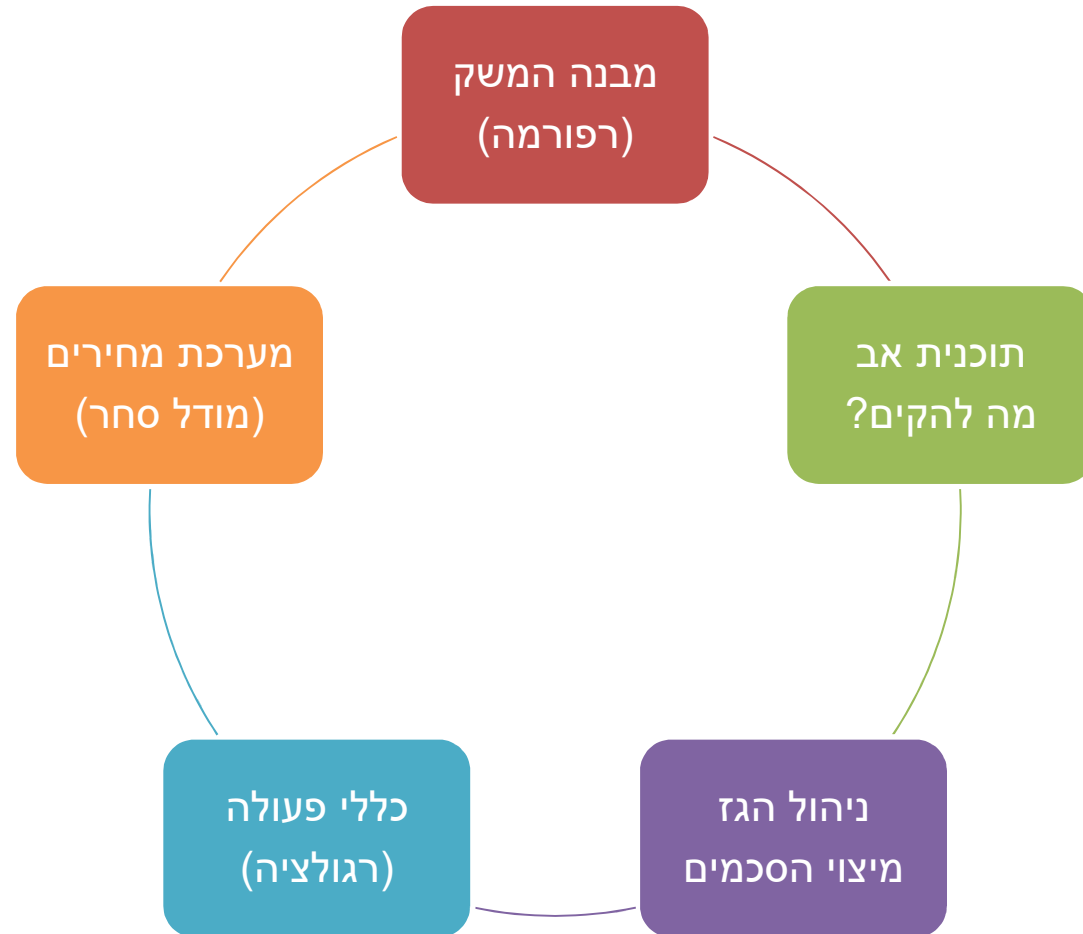 מבנה המשק
(רפורמה)
תוכנית אב
מה להקים?
ניהול הגז
מיצוי הסכמים
כללי פעולה
(רגולציה)
מערכת מחירים
(מודל סחר)